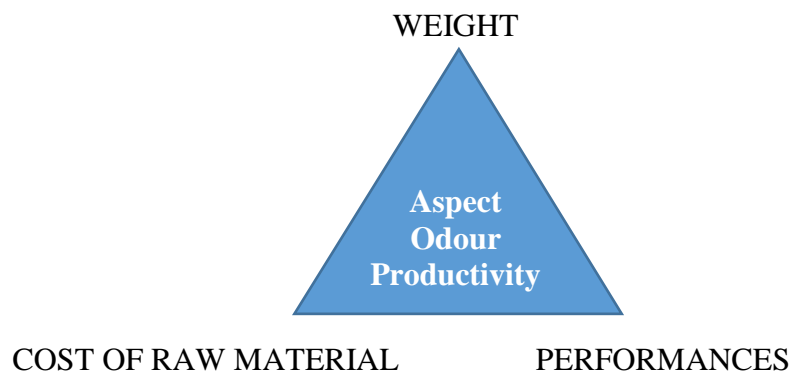 WEIGHT
Aspect
Odour
Productivity
COST OF RAW MATERIAL
PERFORMANCES